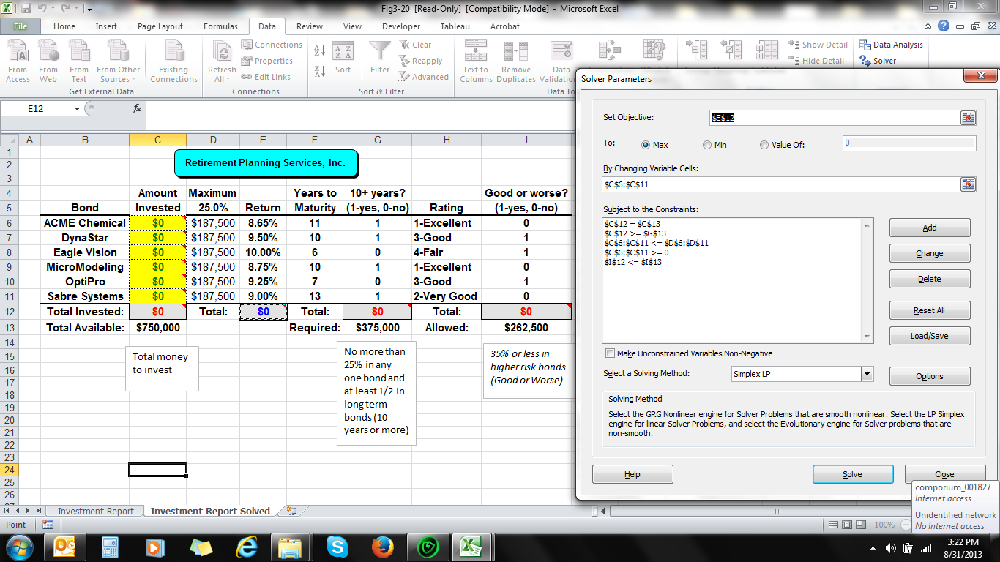 Fig3-20 [Read-Only] [Compatibility Mode] - Microsoft Excel
File Home Insert Page Layout Formulas Data Review View Developer Tableau Acrobat
From Access
From Web
From Text
From Other Sources
Existing Connections
Get External Data
Refresh All
Connections
Properties
Edit Links
Connections
Sort
Filter
Clear
Reapply
Advanced
Sort & Filter
Text to Columns
Remove Duplicates
Data
Data To
Show Detail
Hide Detail
Data Analysis
Solver
E12 fx
A B C D E F G H I
1
2 Retirement Planning Services, Inc.
3
4 Amount Maximum Years to 10+ years? Good or worse?
5 Bond Invested 25.0% Return Maturity (1-yes, 0-no) Rating (1-yes, 0-no)
6 ACME Chemical $0 $187,500 8.65% 11 1 1-Excellent 0
7 DynaStar $0 $187,500 9.50% 10 1 3-Good 1
8 Eagle Vision $0 $187,500 10.00% 6 0 4-Fair 1
9 MicroModeling $0 $187,500 8.75% 10 1 1-Excellent 0
10 OptiPro $0 $187,500 9.25% 7 0 3-Good 1
11 Sabre Systems $0 $187,500 9.00% 13 1 2-Very Good 0
12 Total Invested: $0 Total: $0 Total: $0 Total: $0
13 Total Available: $750,000 Required: $375,000 Allowed: $262,500
14
15
16
17
18
19
20
21
22
23
24
25
26
Total money
to invest
No more than
25% in any
one bond and
at least 1/2 in
long term
bonds (10
years or more)
35% or less in
higher risk bonds
(Good or Worse)
Investment Report Investment Report Solved
Point 100%
Solver Parameters
Set Objective: $E$12
To: Max Min Value Of: 0
By Changing Variable Cells:
$C$6:$C$11
Subject to the Constraints:
$C$12 = $C$13
$C$12 >= $G$13
$C$6:$C$11 <= $D$6:$D$11
$C$6:$C$11 >= 0
$I$12 <= $I$13
Add
Change
Delete
Reset All
Load/Save
Make Unconstrained Variables Non-Negative
Select a Solving Method: Simplex LP
Options
Solving Method
Select the GRG Nonlinear engine for Solver Problems that are smooth nonlinear. Select the LP Simplex
engine for linear Solver Problems, and select the Evolutionary engine for Solver problems that are
non-smooth.
Help Solve Close
comporium_001827
Internet access
Unidentified network
No Internet access
3:22 PM
8/31/2013